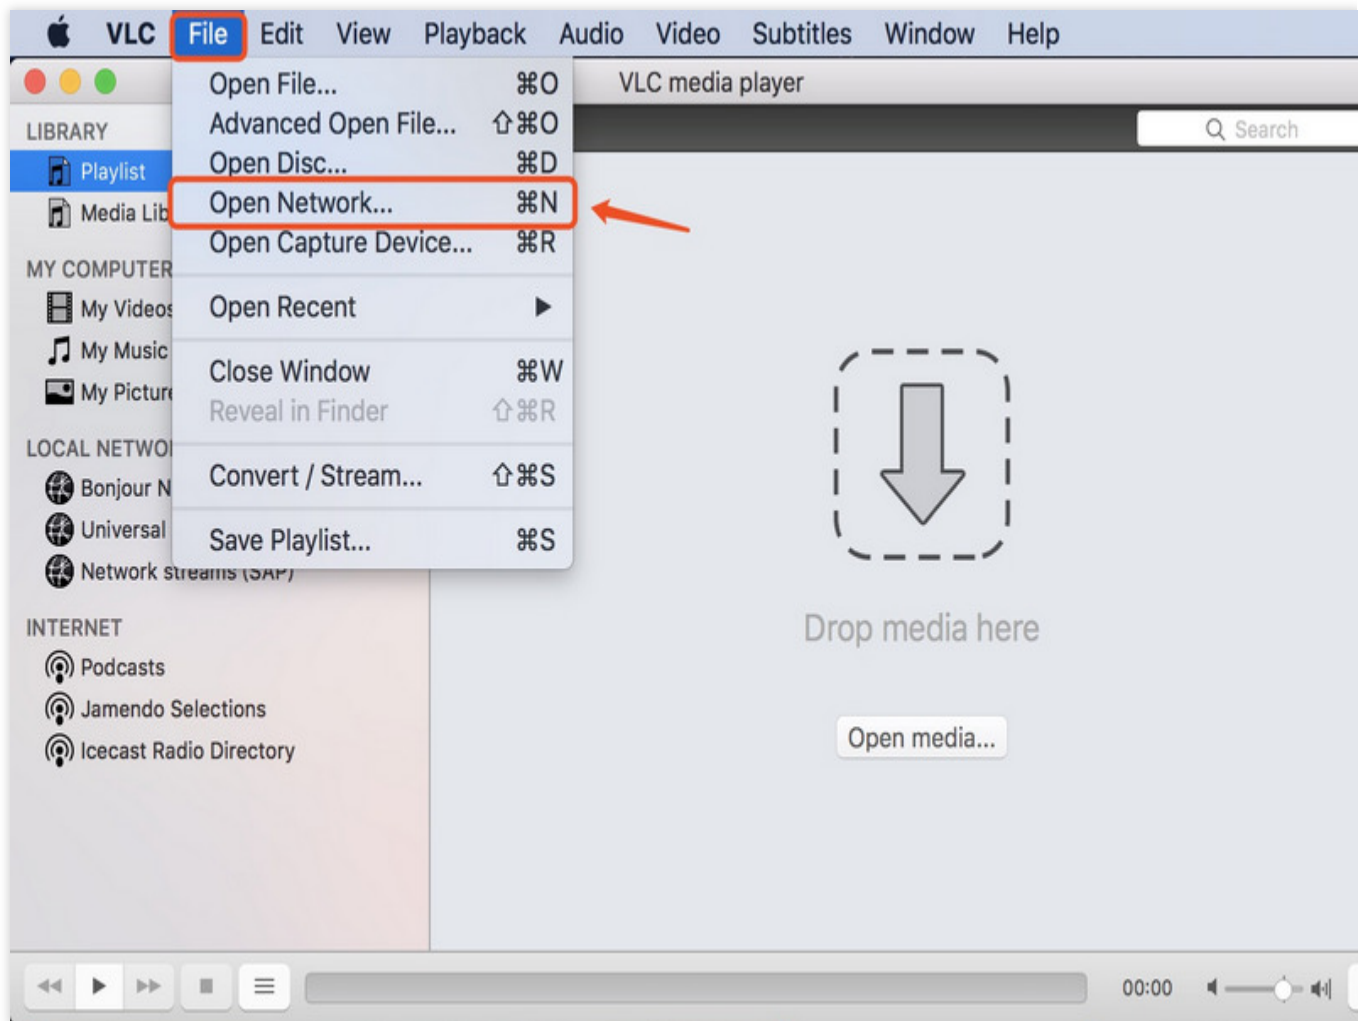 VLC File Edit View Playback Audio Video Subtitles Window Help
VLC media player
Search
Open File... ⌘O
Advanced Open File... ⇧⌘O
Open Disc... ⌘D
Open Network... ⌘N
Open Capture Device... ⌘R
Open Recent ▶
Close Window ⌘W
Reveal in Finder ⇧⌘R
Convert / Stream... ⇧⌘S
Save Playlist... ⌘S
LIBRARY
Playlist
Media Lib
MY COMPUTER
My Videos
My Music
My Picture
LOCAL NETWO
Bonjour N
Universal
Network streams (SAP)
INTERNET
Podcasts
Jamendo Selections
Icecast Radio Directory
Drop media here
Open media...
00:00